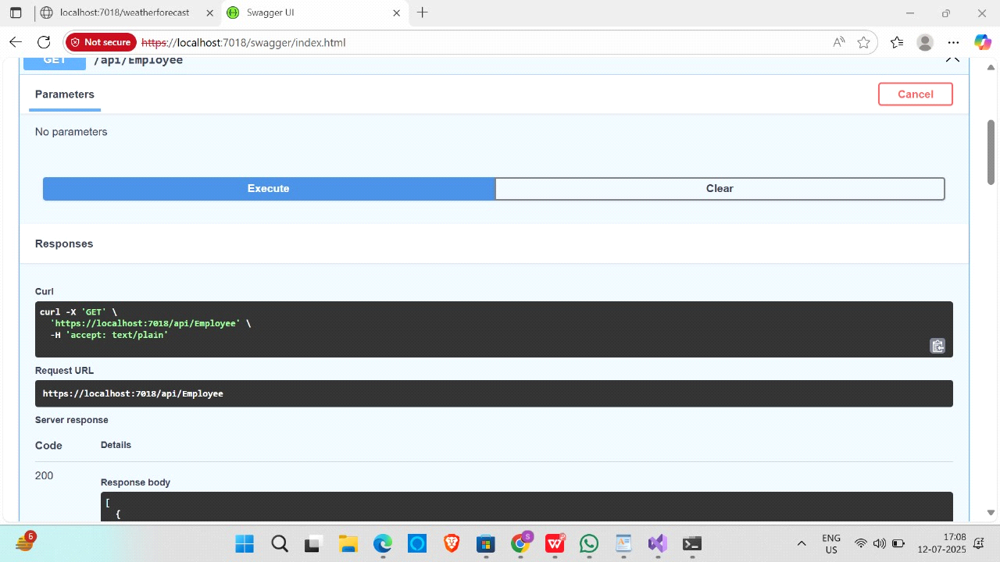 localhost:7018/weatherforecast
Swagger UI
Not secure
https://localhost:7018/swagger/index.html
GET
/api/Employee
Parameters
Cancel
No parameters
Execute
Clear
Responses
Curl
curl -X 'GET' \
'https://localhost:7018/api/Employee' \
-H 'accept: text/plain'
Request URL
https://localhost:7018/api/Employee
Server response
Code
Details
200
Response body
[
{
6
S
W
P
ENG
US
17:08
12-07-2025